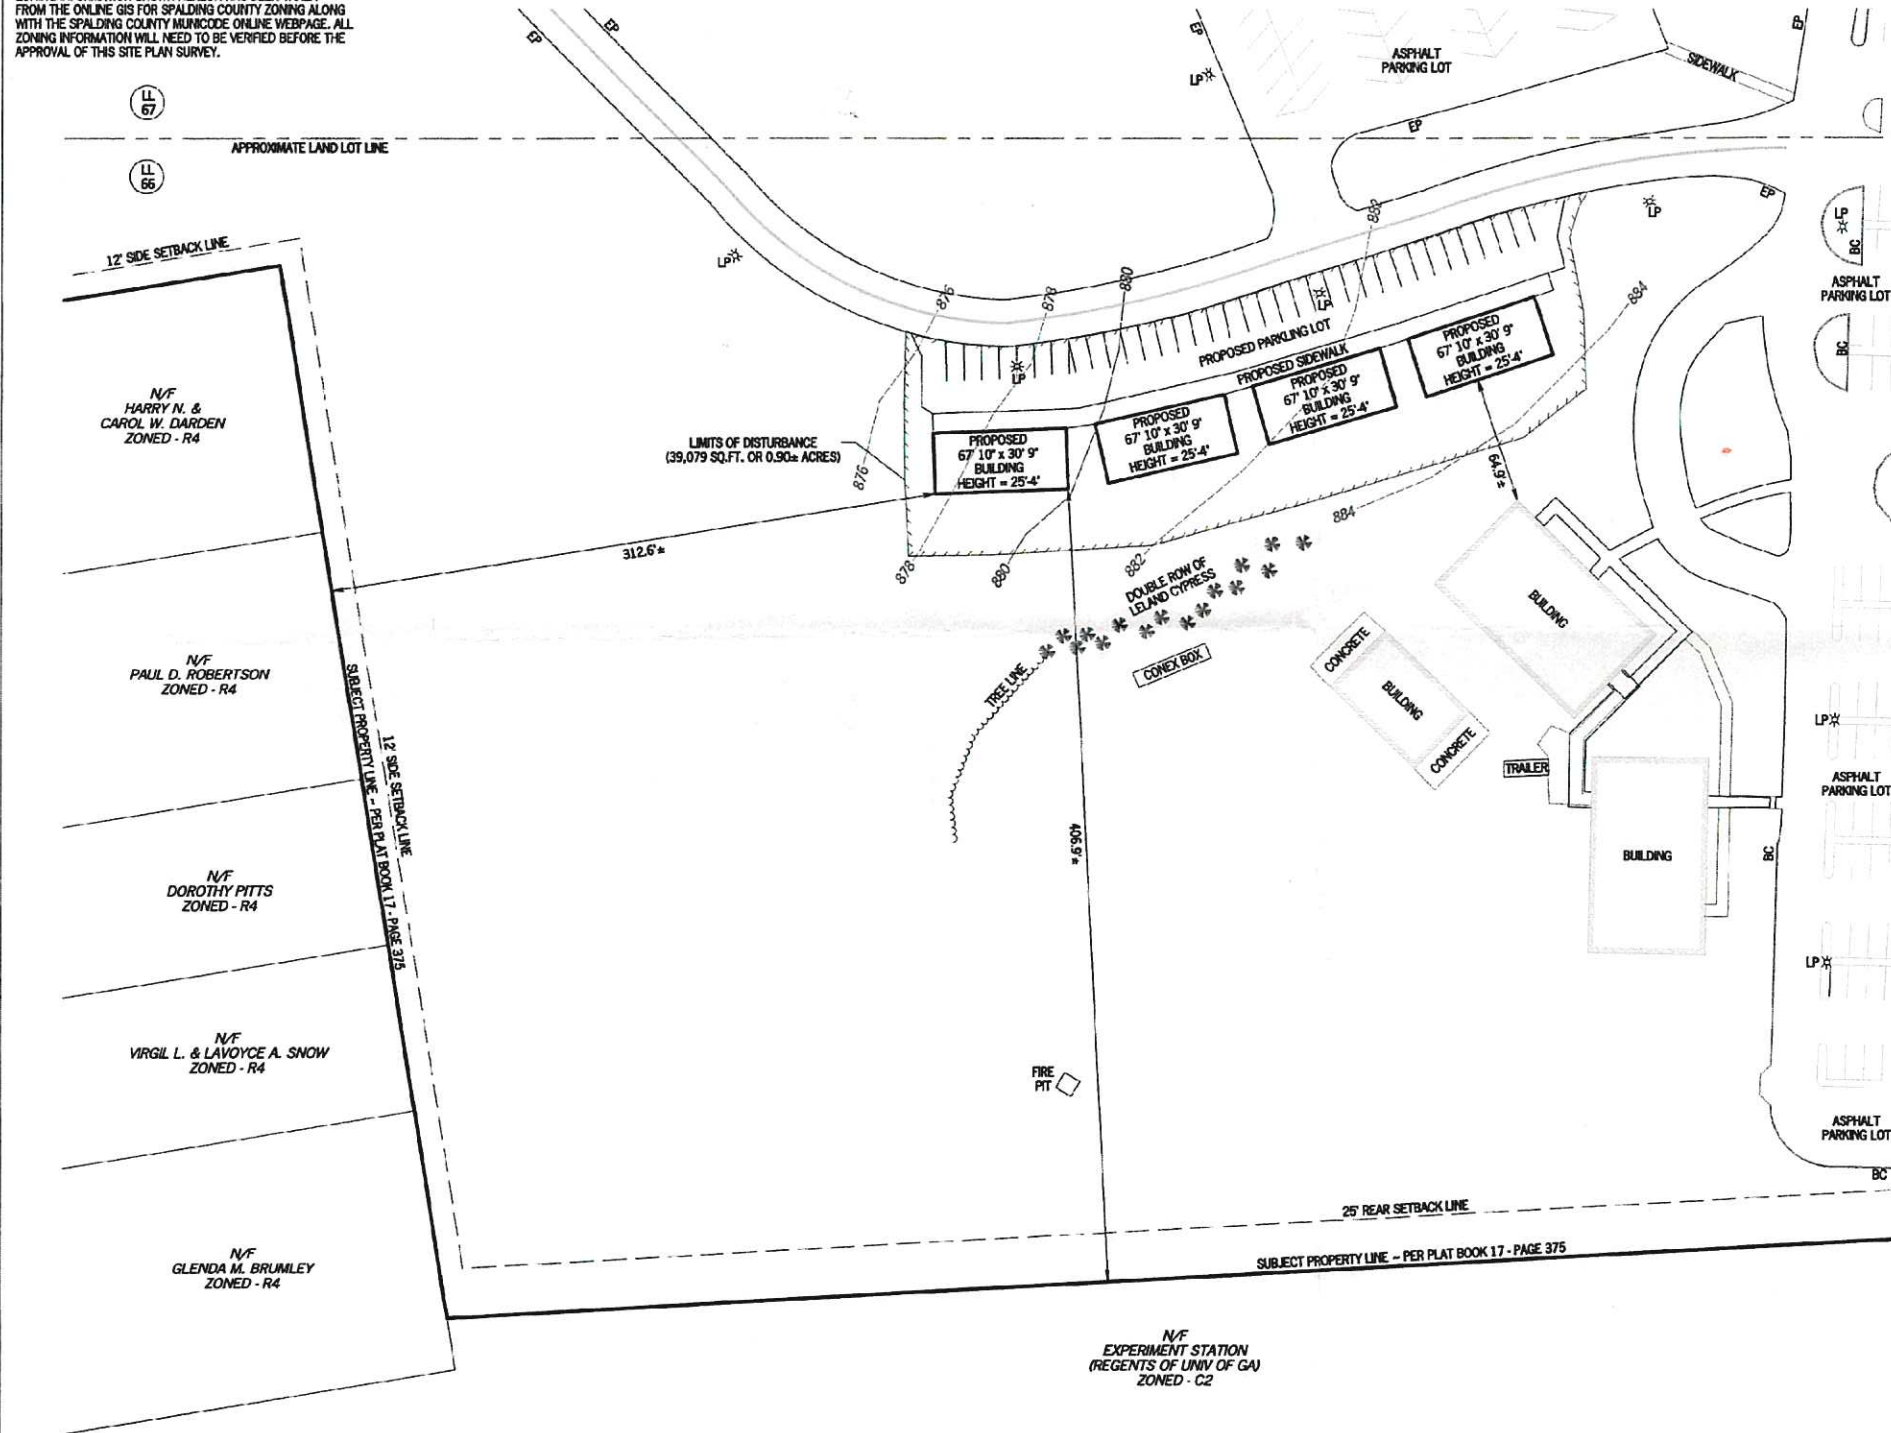 FROM THE ONLINE GIS FOR SPALDING COUNTY ZONING ALONG
WITH THE SPALDING COUNTY MUNICODE ONLINE WEBPAGE. ALL
ZONING INFORMATION WILL NEED TO BE VERIFIED BEFORE THE
APPROVAL OF THIS SITE PLAN SURVEY.
LL
67
APPROXIMATE LAND LOT LINE
LL
66
EP
EP
EP
LP
ASPHALT
PARKING LOT
SIDEWALK
EP
EP
EP
LP
LP
BC
ASPHALT
PARKING LOT
BC
12' SIDE SETBACK LINE
LP
876
878
880
882
884
LP
LP
PROPOSED PARKLING LOT
PROPOSED SIDEWALK
PROPOSED
67' 10" x 30' 9"
BUILDING
HEIGHT = 25'-4"
PROPOSED
67' 10" x 30' 9"
BUILDING
HEIGHT = 25'-4"
PROPOSED
67' 10" x 30' 9"
BUILDING
HEIGHT = 25'-4"
PROPOSED
67' 10" x 30' 9"
BUILDING
HEIGHT = 25'-4"
N/F
HARRY N. &
CAROL W. DARDEN
ZONED - R4
LIMITS OF DISTURBANCE
(39,079 SQ.FT. OR 0.90± ACRES)
876
64.9'±
884
312.6'±
878
880
882
DOUBLE ROW OF
LELAND CYPRESS
TREE LINE
CONEX BOX
CONCRETE
BUILDING
CONCRETE
BUILDING
TRAILER
BUILDING
BC
LP
ASPHALT
PARKING LOT
LP
N/F
PAUL D. ROBERTSON
ZONED - R4
SUBJECT PROPERTY LINE ~ PER PLAT BOOK 17 - PAGE 375
12' SIDE SETBACK LINE
406.9'±
N/F
DOROTHY PITTS
ZONED - R4
N/F
VIRGIL L. & LAVOYCE A. SNOW
ZONED - R4
FIRE
PIT
ASPHALT
PARKING LOT
BC
25' REAR SETBACK LINE
SUBJECT PROPERTY LINE ~ PER PLAT BOOK 17 - PAGE 375
N/F
GLENDA M. BRUMLEY
ZONED - R4
N/F
EXPERIMENT STATION
(REGENTS OF UNIV OF GA)
ZONED - C2